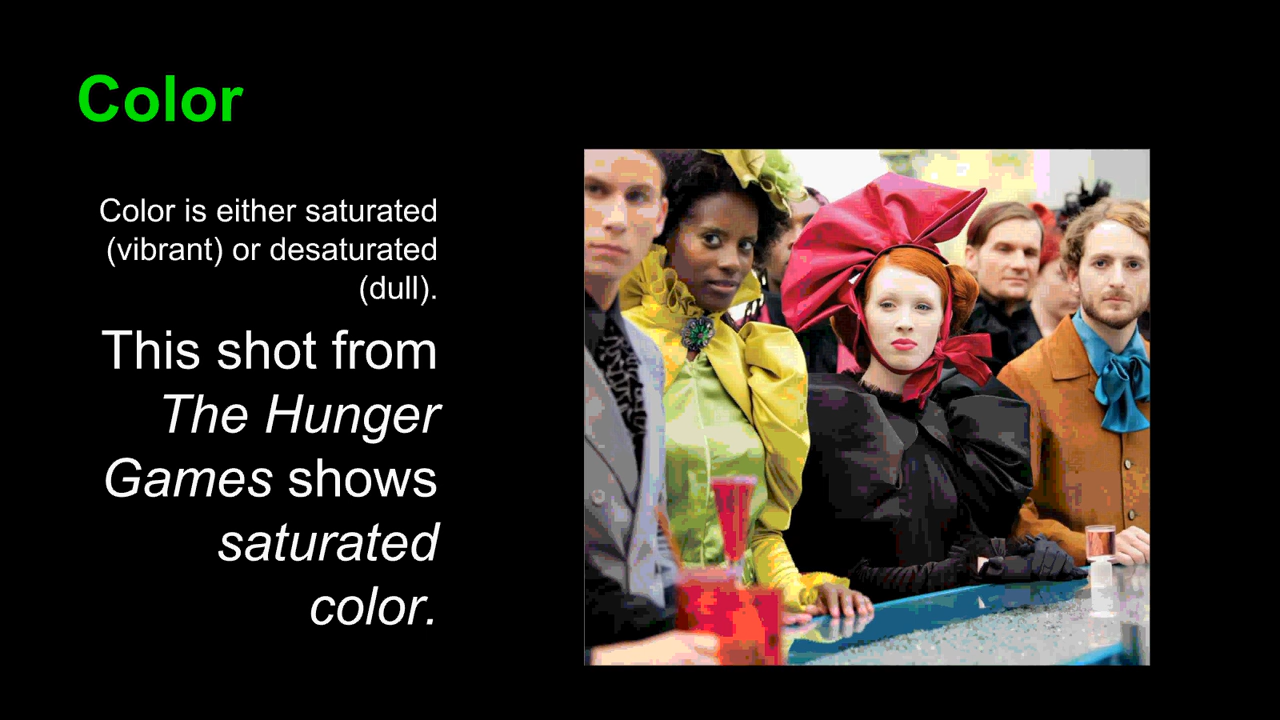 Color
Color is either saturated
(vibrant) or desaturated
(dull).
This shot from
The Hunger
Games shows
saturated
color.